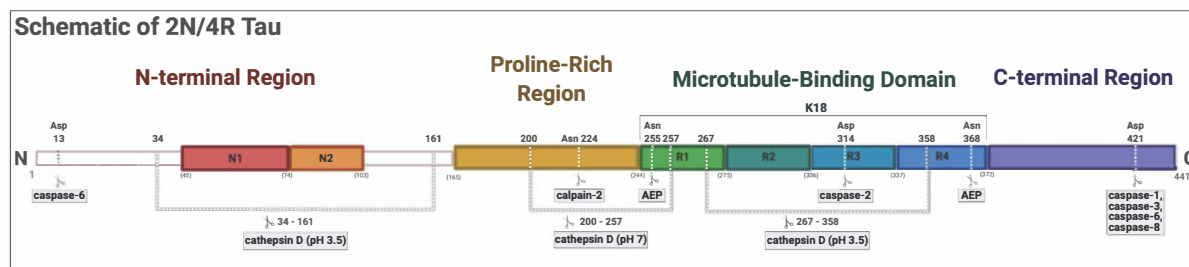 Schematic of 2N/4R Tau
N-terminal Region
Proline-Rich
Region
Microtubule-Binding Domain
C-terminal Region
K18
Asp
13
34
161
200
Asn 224
Asn
255
257
267
Asp
314
358
Asn
368
Asp
421
N
N1
N2
R1
R2
R3
R4
C
1
(45)
(74)
(103)
(165)
(244)
(275)
(306)
(337)
(372)
441
caspase-6
calpain-2
AEP
caspase-2
AEP
caspase-1,
caspase-3,
caspase-6,
caspase-8
34 - 161
cathepsin D (pH 3.5)
200 - 257
cathepsin D (pH 7)
267 - 358
cathepsin D (pH 3.5)